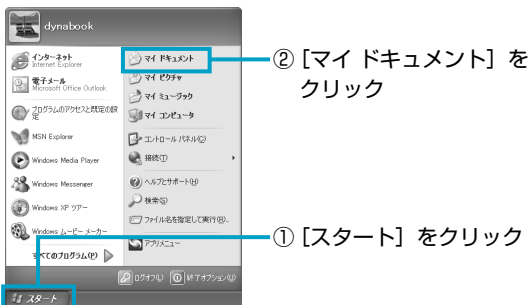 dynabook
インターネット
Internet Explorer
電子メール
Microsoft Office Outlook
プログラムのアクセスと既定の設
定
MSN Explorer
Windows Media Player
Windows Messenger
Windows XP ツアー
Windows ムービー メーカー
すべてのプログラム(P)
マイ ドキュメント
マイ ピクチャ
マイ ミュージック
マイ コンピュータ
コントロール パネル(C)
接続(T)
ヘルプとサポート(H)
検索(S)
ファイル名を指定して実行(R)...
アプリメニュー
ログオフ(L)
終了オプション(U)
スタート
② [マイ ドキュメント] を
クリック
① [スタート] をクリック